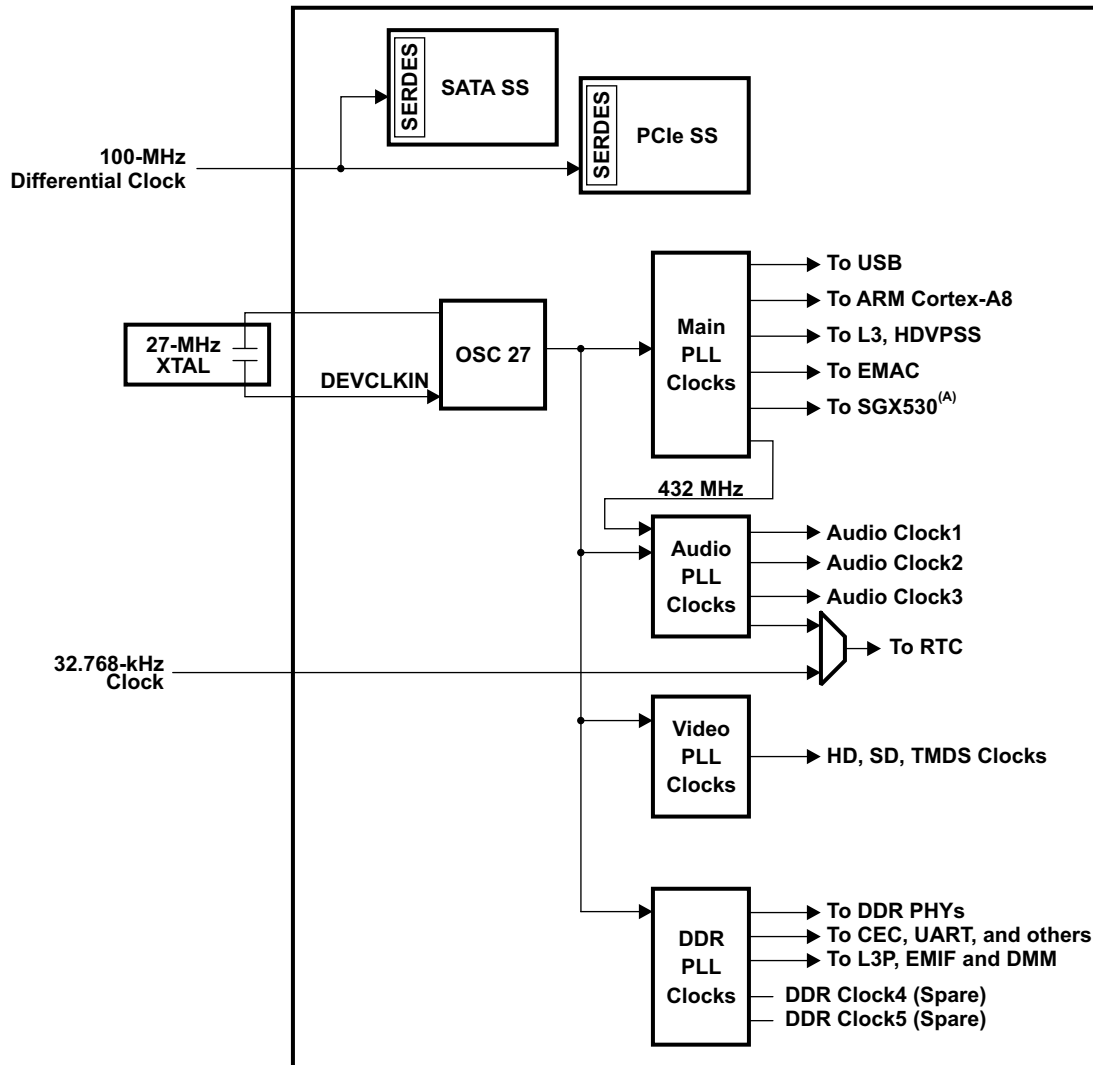 SERDES
SATA SS
SERDES
PCIe SS
100-MHz
Differential Clock
27-MHz
XTAL
DEVCLKIN
OSC 27
Main
PLL
Clocks
To USB
To ARM Cortex-A8
To L3, HDVPSS
To EMAC
To SGX530(A)
432 MHz
Audio
PLL
Clocks
Audio Clock1
Audio Clock2
Audio Clock3
To RTC
32.768-kHz
Clock
Video
PLL
Clocks
HD, SD, TMDS Clocks
DDR
PLL
Clocks
To DDR PHYs
To CEC, UART, and others
To L3P, EMIF and DMM
DDR Clock4 (Spare)
DDR Clock5 (Spare)